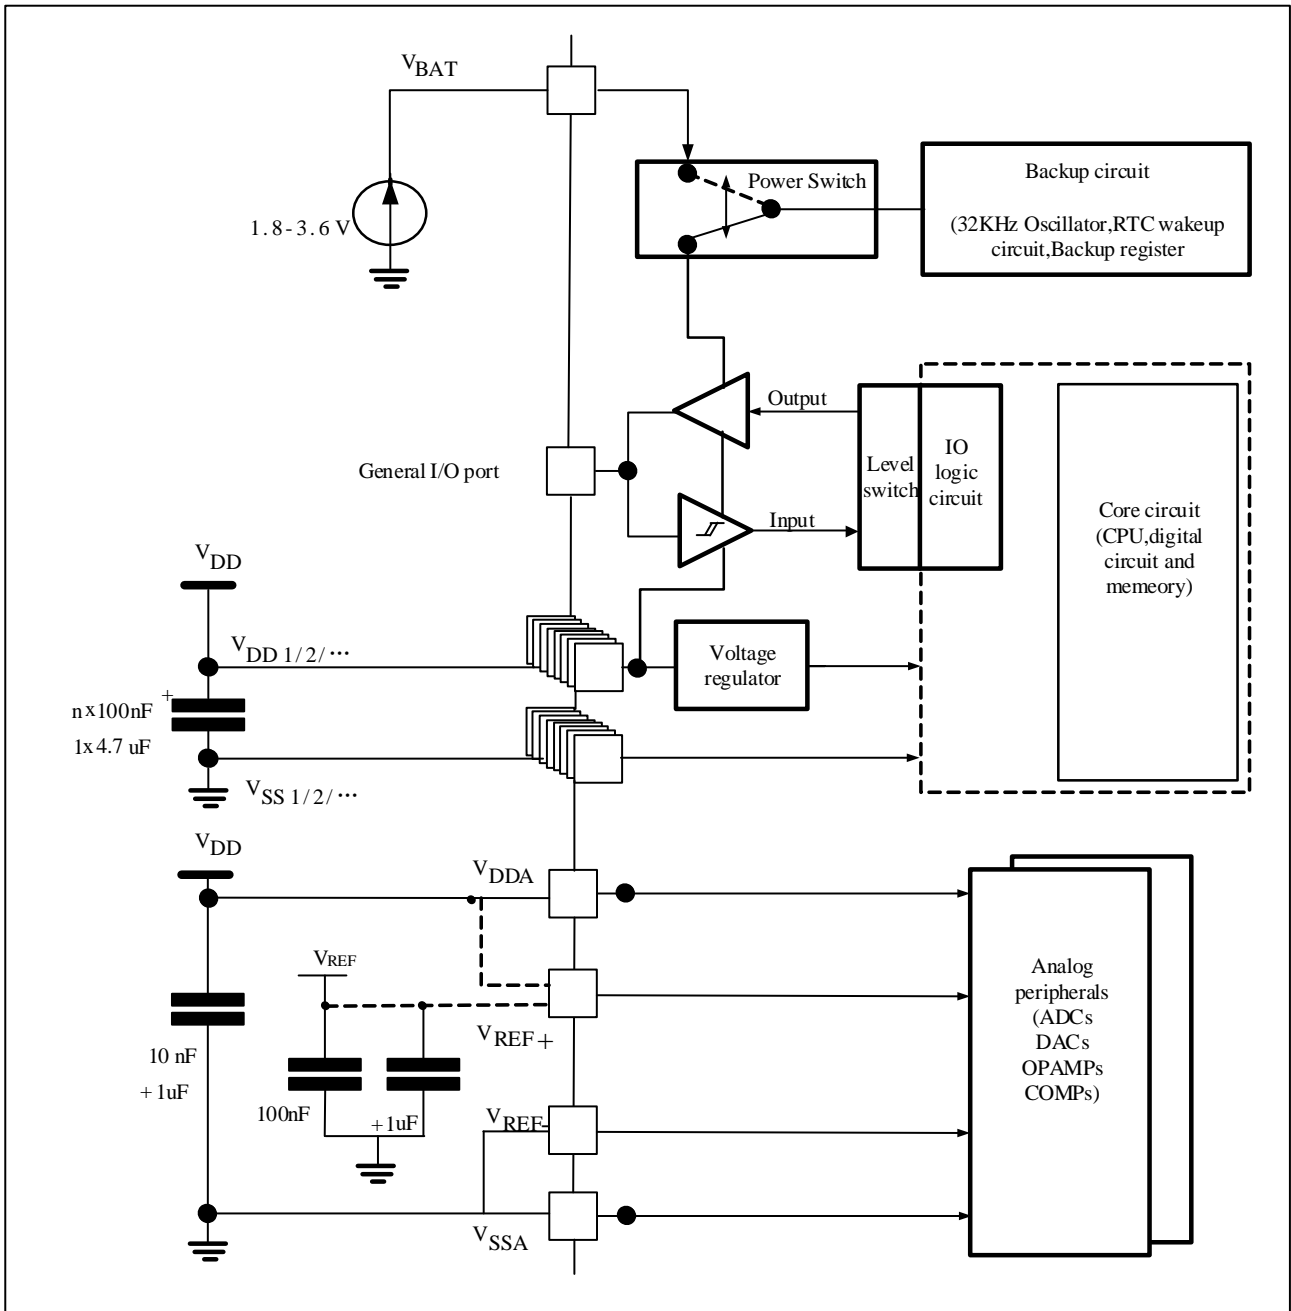 VBAT
1.8-3.6 V
Power Switch
Backup circuit
(32KHz Oscillator,RTC wakeup
circuit,Backup register
General I/O port
Output
Input
Level
switch
IO
logic
circuit
Core circuit
(CPU,digital
circuit and
memeory)
VDD
VDD 1/2/···
n x100nF
1x 4.7 uF
+
VSS 1/2/···
Voltage
regulator
VDD
VDDA
VREF
VREF+
10 nF
+1uF
100nF
+1uF
VREF-
VSSA
Analog
peripherals
(ADCs
DACs
OPAMPs
COMPs)